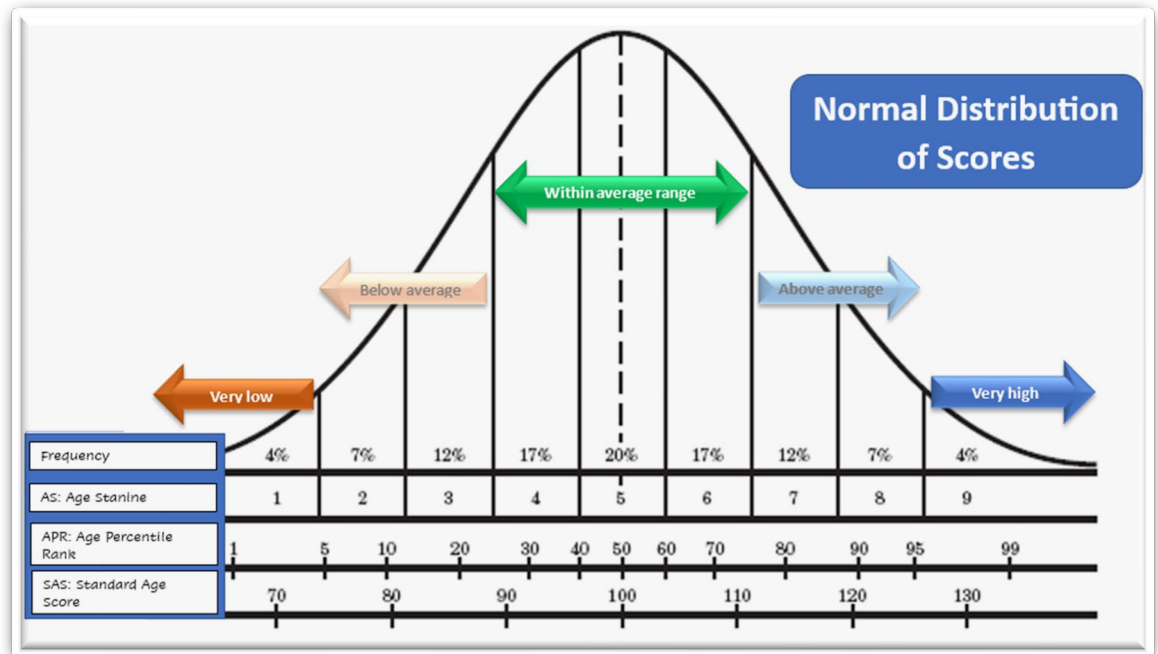 Normal Distribution
of Scores
Within average range
Below average
Above average
Very low
Very high
Frequency
4% 7% 12% 17% 20% 17% 12% 7% 4%
AS: Age Stanine
1 2 3 4 5 6 7 8 9
APR: Age Percentile
Rank
1 5 10 20 30 40 50 60 70 80 90 95 99
SAS: Standard Age
Score
70 80 90 100 110 120 130